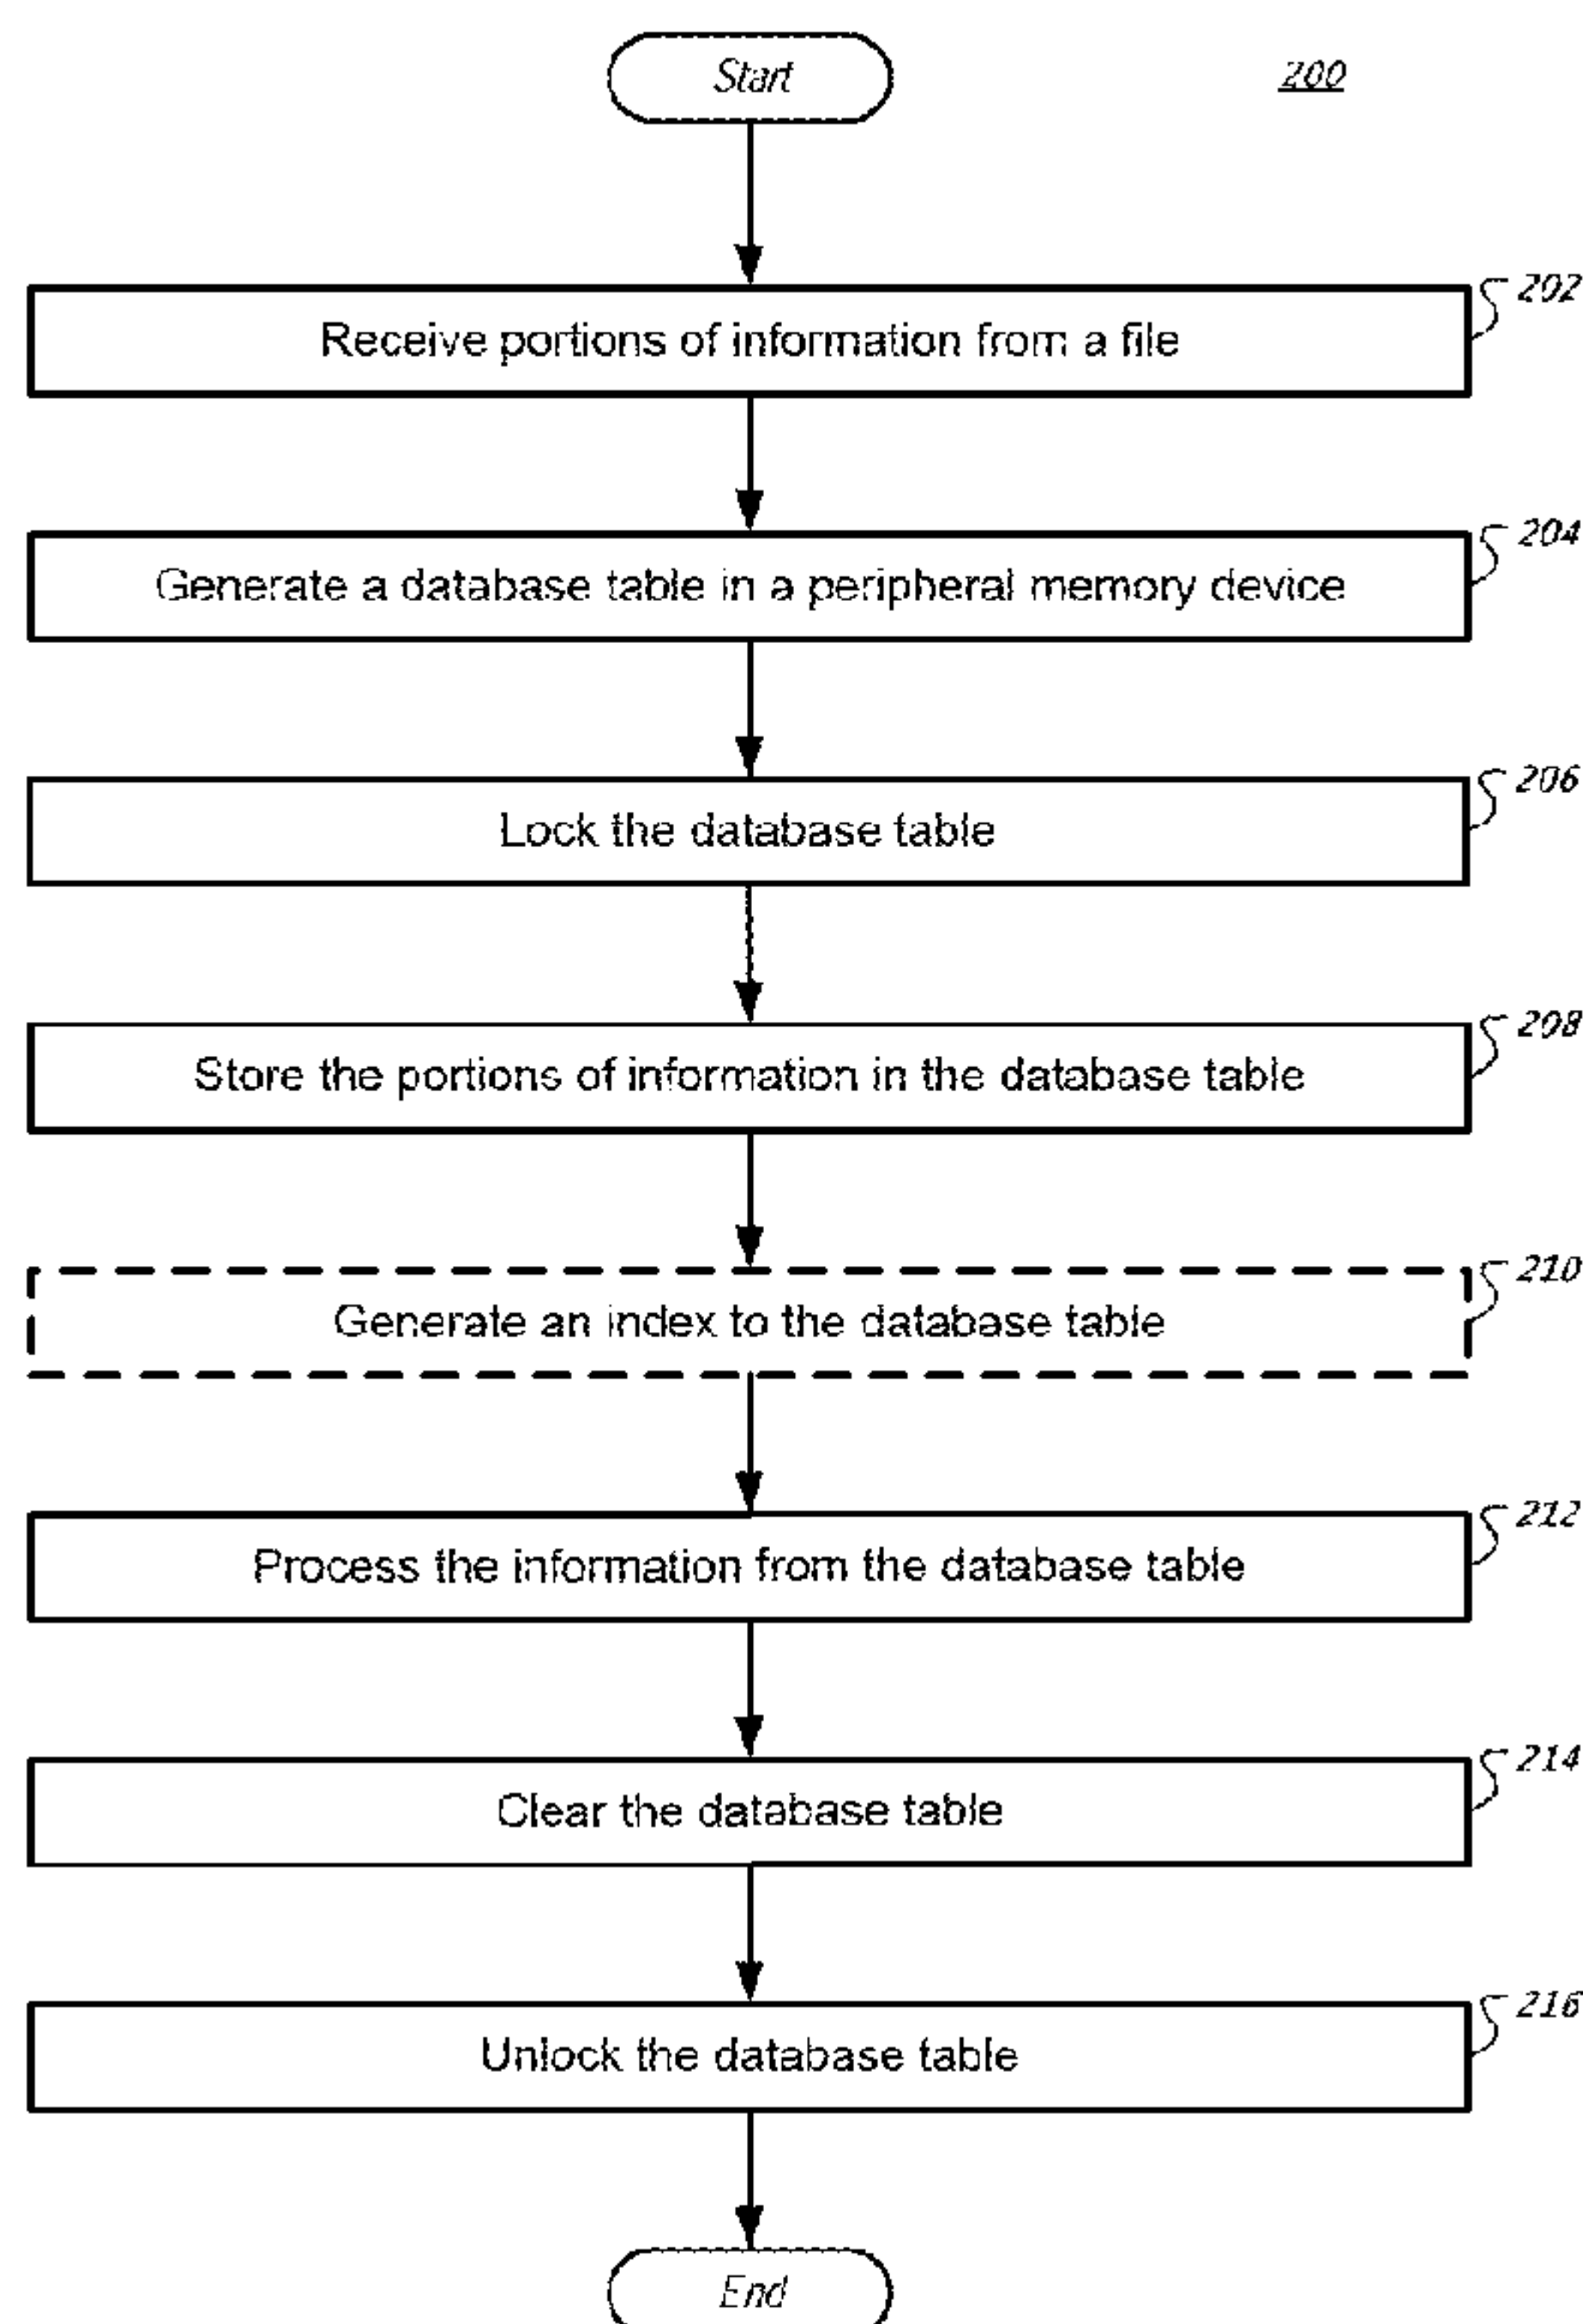 Start
200
202
Receive portions of information from a file
204
Generate a database table in a peripheral memory device
206
Lock the database table
208
Store the portions of information in the database table
210
Generate an index to the database table
212
Process the information from the database table
214
Clear the database table
216
Unlock the database table
End